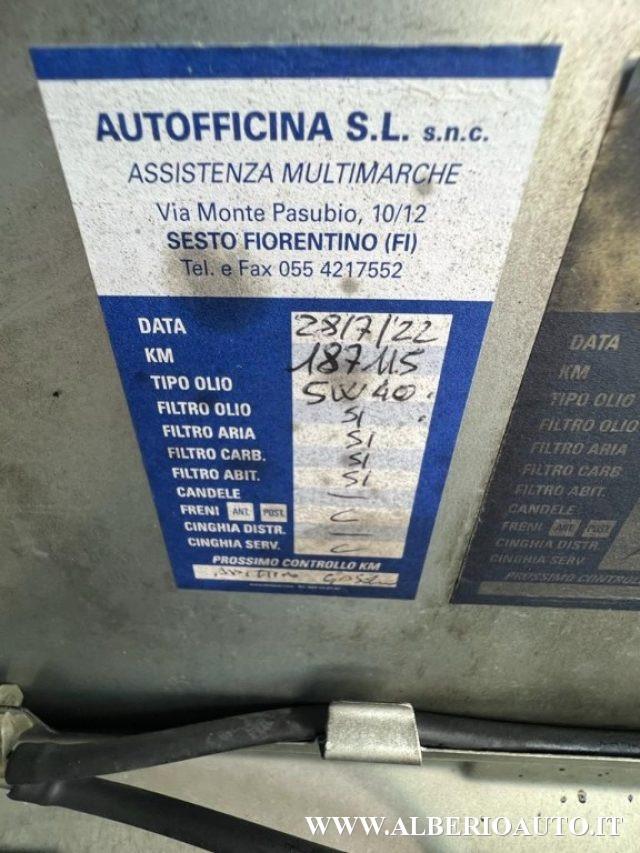 AUTOFFICINA S.L. s.n.c.
ASSISTENZA MULTIMARCHE
Via Monte Pasubio, 10/12
SESTO FIORENTINO (FI)
Tel. e Fax 055 4217552
DATA 28/7/22
KM 187115
TIPO OLIO 5W40
FILTRO OLIO SI
FILTRO ARIA SI
FILTRO CARB. SI
FILTRO ABIT. SI
CANDELE /
FRENI ANT. POST. C
CINGHIA DISTR. /
CINGHIA SERV. C
PROSSIMO CONTROLLO KM
DATA
KM
TIPO OLIO
FILTRO OLIO
FILTRO ARIA
FILTRO CARB
FILTRO ABIT.
CANDELE
FRENI ANT. POST.
CINGHIA DISTR.
CINGHIA SERV
PROSSIMO CONTROL
WWW.ALBERIOAUTO.IT